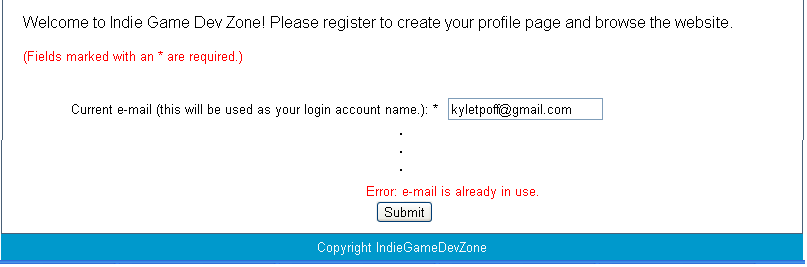 Welcome to Indie Game Dev Zone! Please register to create your profile page and browse the website.
(Fields marked with an * are required.)
Current e-mail (this will be used as your login account name.): * kyletpoff@gmail.com
.
.
.
Error: e-mail is already in use.
Submit
Copyright IndieGameDevZone